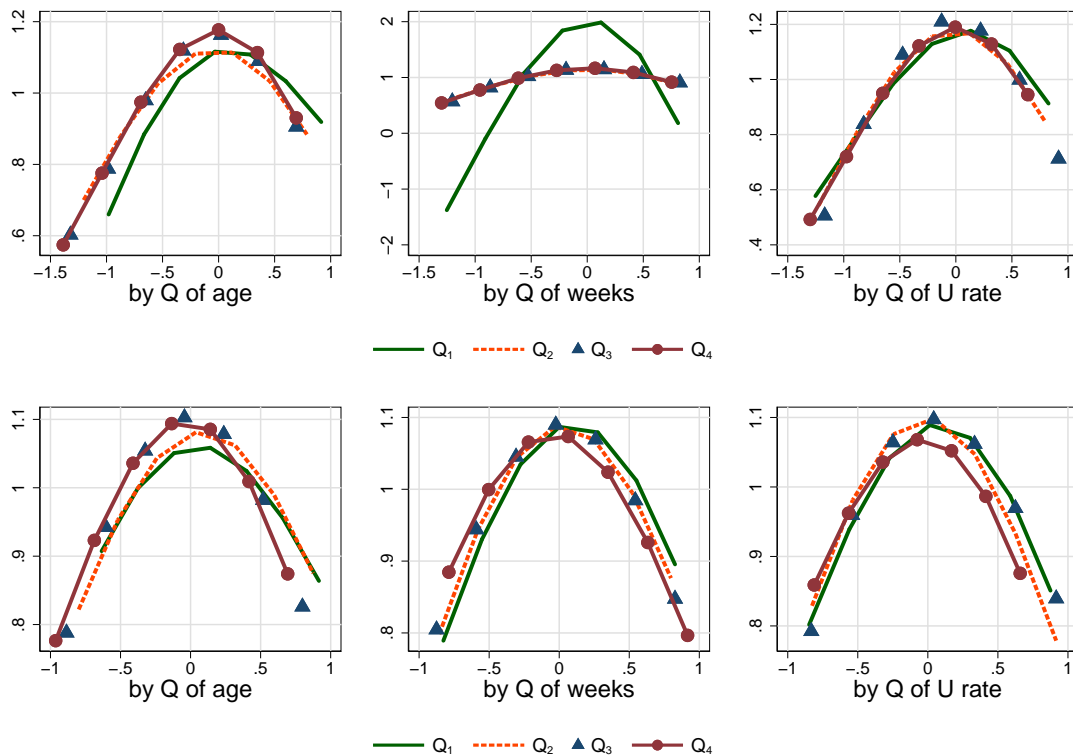 .6 .8 1 1.2
−1.5 −1 −.5 0 .5 1
by Q of age
−2 −1 0 1 2
−1.5 −1 −.5 0 .5 1
by Q of weeks
.4 .6 .8 1 1.2
−1.5 −1 −.5 0 .5 1
by Q of U rate
Q₁ Q₂ Q₃ Q₄
.8 .9 1 1.1
−1 −.5 0 .5 1
by Q of age
.8 .9 1 1.1
−1 −.5 0 .5 1
by Q of weeks
.8 .9 1 1.1
−1 −.5 0 .5 1
by Q of U rate
Q₁ Q₂ Q₃ Q₄